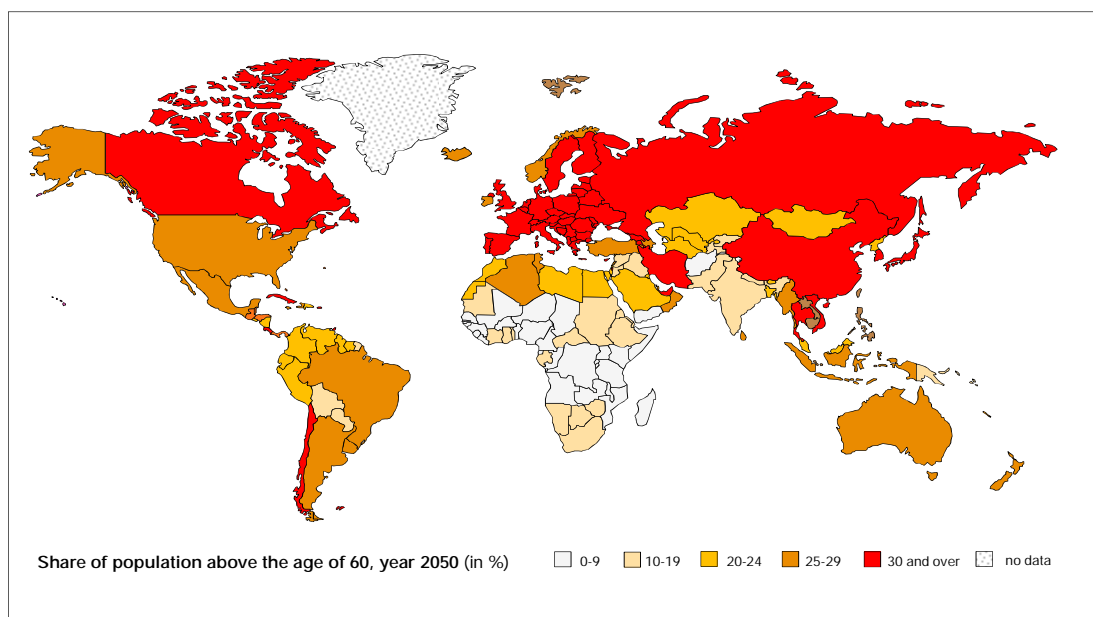 Share of population above the age of 60, year 2050 (in %) 0-9 10-19 20-24 25-29 30 and over no data